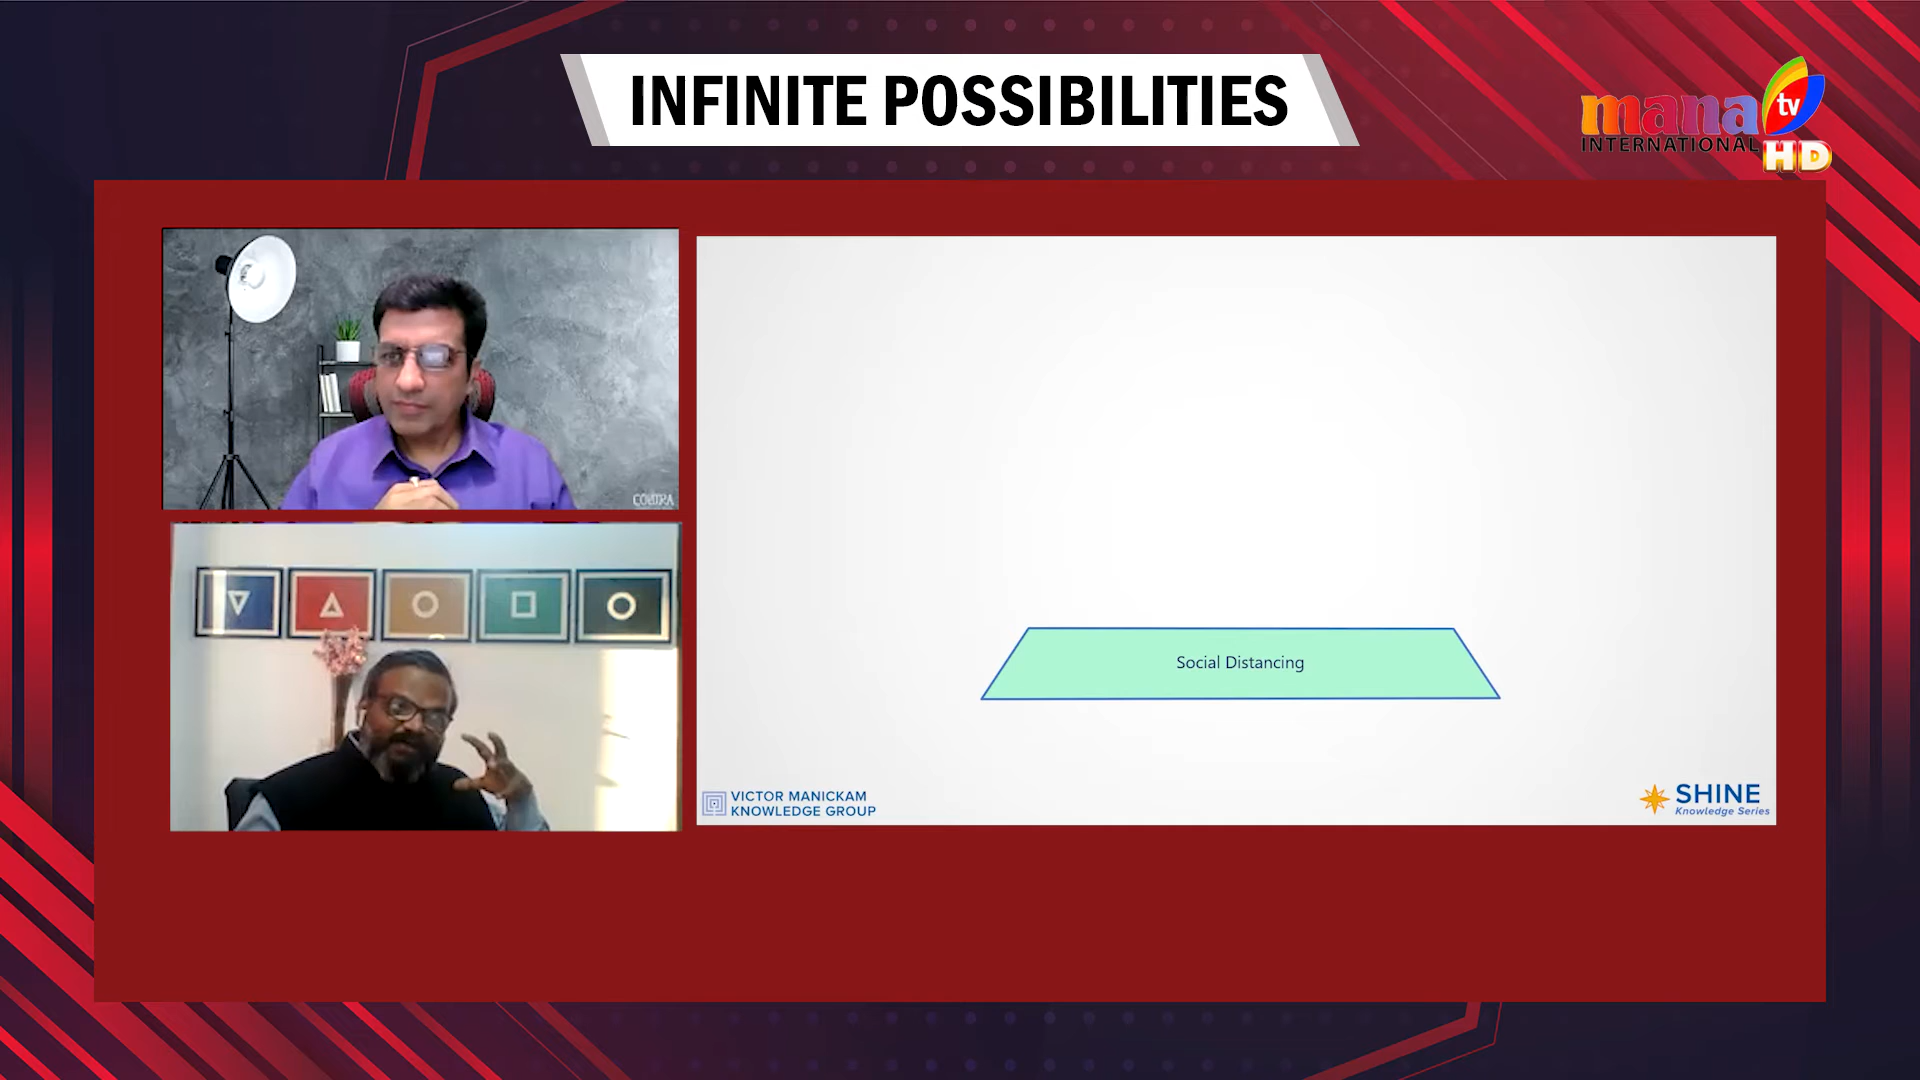 INFINITE POSSIBILITIES
mana tv
INTERNATIONAL
HD
Social Distancing
VICTOR MANICKAM
KNOWLEDGE GROUP
SHINE
Knowledge Series